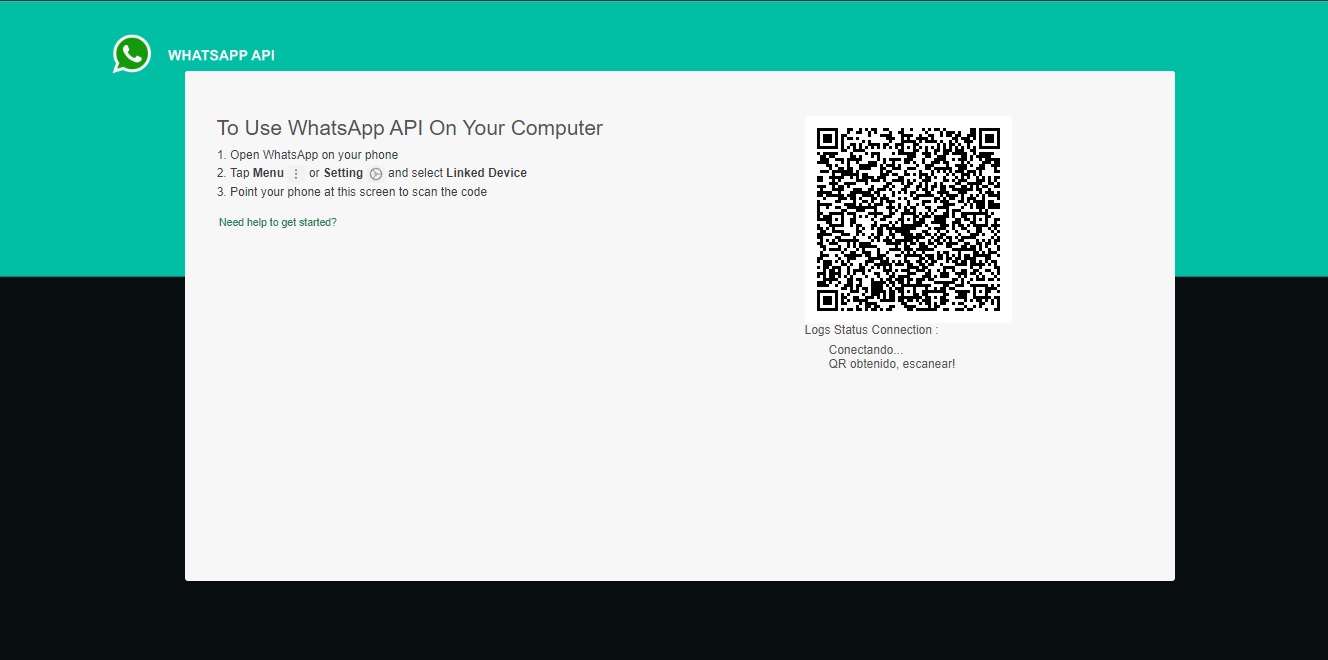 WHATSAPP API
To Use WhatsApp API On Your Computer
1. Open WhatsApp on your phone
2. Tap Menu or Setting and select Linked Device
3. Point your phone at this screen to scan the code
Need help to get started?
Logs Status Connection :
Conectando...
QR obtenido, escanear!